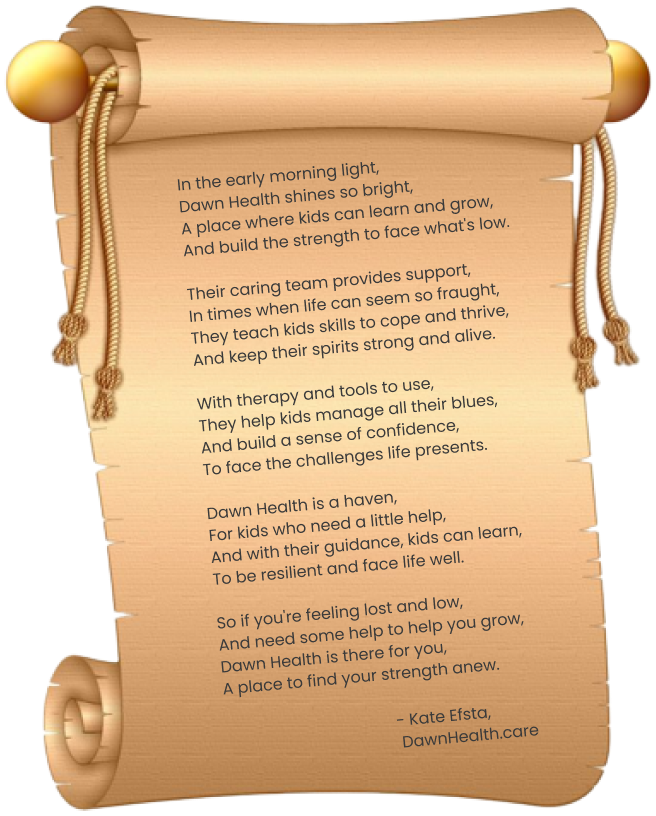 In the early morning light,
Dawn Health shines so bright,
A place where kids can learn and grow,
And build the strength to face what's low.
Their caring team provides support,
In times when life can seem so fraught,
They teach kids skills to cope and thrive,
And keep their spirits strong and alive.
With therapy and tools to use,
They help kids manage all their blues,
And build a sense of confidence,
To face the challenges life presents.
Dawn Health is a haven,
For kids who need a little help,
And with their guidance, kids can learn,
To be resilient and face life well.
So if you're feeling lost and low,
And need some help to help you grow,
Dawn Health is there for you,
A place to find your strength anew.
- Kate Efsta,
DawnHealth.care